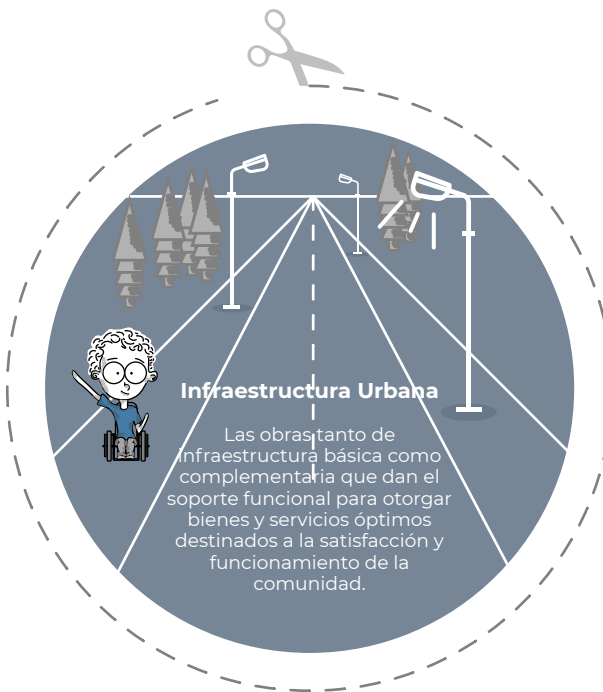 Infraestructura Urbana
Las obras tanto de
infraestructura básica como
complementaria que dan el
soporte funcional para otorgar
bienes y servicios óptimos
destinados a la satisfacción y
funcionamiento de la
comunidad.